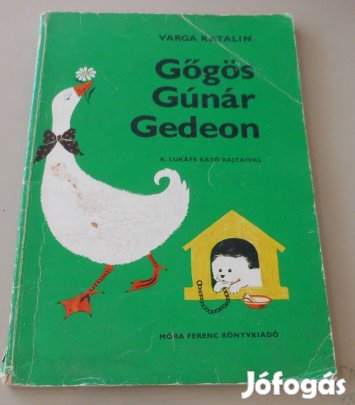 VARGA KATALIN
Gőgös
Gúnár
Gedeon
K. LUKÁTS KATÓ RAJZAIVAL
MÓRA FERENC KÖNYVKIADÓ
Jófogás